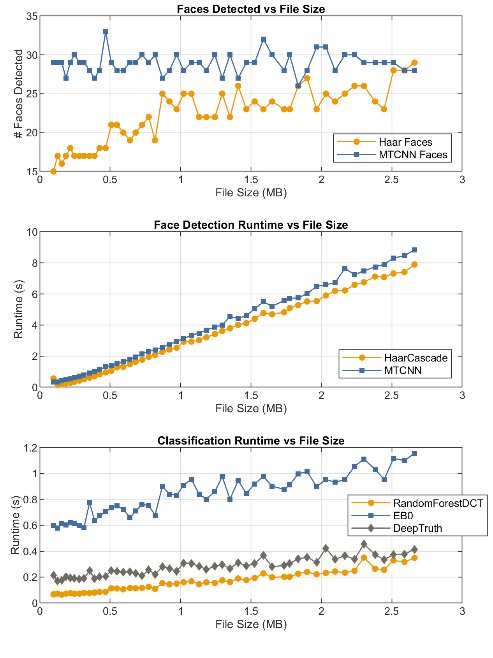 Faces Detected vs File Size
35
30
25
20
15
# Faces Detected
Haar Faces
MTCNN Faces
0 0.5 1 1.5 2 2.5 3
File Size (MB)
Face Detection Runtime vs File Size
10
8
6
4
2
0
Runtime (s)
HaarCascade
MTCNN
0 0.5 1 1.5 2 2.5 3
File Size (MB)
Classification Runtime vs File Size
1.2
1
0.8
0.6
0.4
0.2
0
Runtime (s)
RandomForestDCT
EB0
DeepTruth
0 0.5 1 1.5 2 2.5 3
File Size (MB)